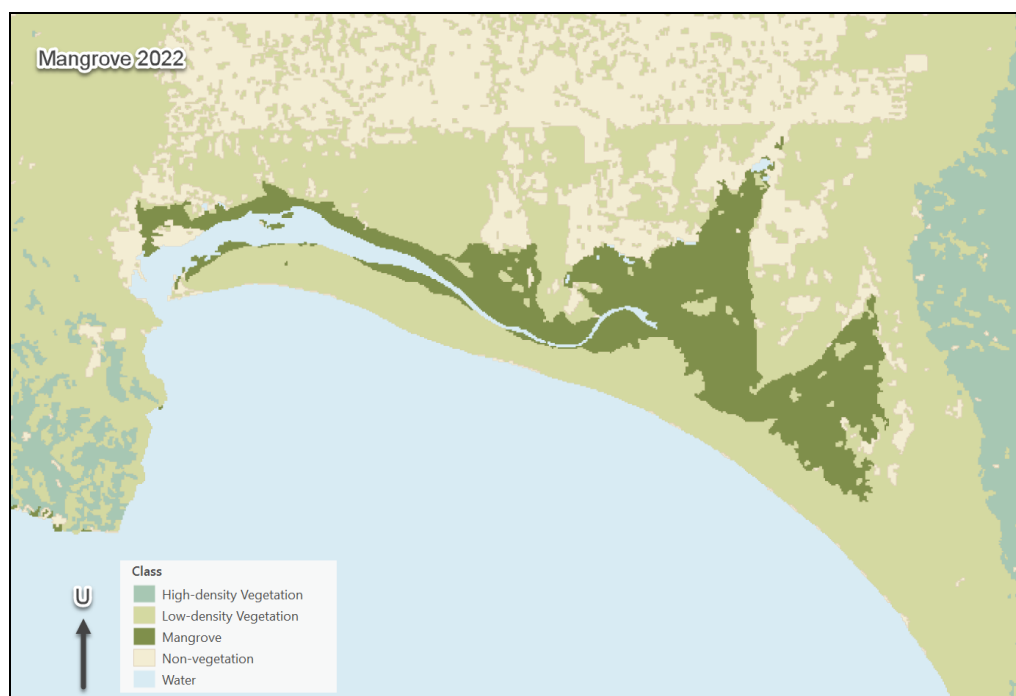 Mangrove 2022
Class
High-density Vegetation
Low-density Vegetation
Mangrove
Non-vegetation
Water
U